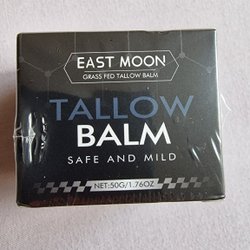 EAST MOON
GRASS FED TALLOW BALM
TALLOW
BALM
SAFE AND MILD
NET:50G/1.76OZ